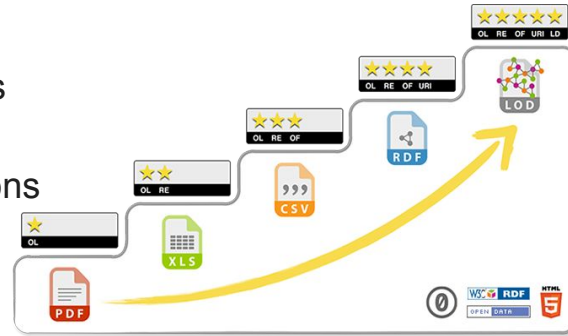 OL RE OF URI LD
s
OL RE OF URI
LOD
OL RE OF
RDF
ons
OL RE
CSV
OL
XLS
PDF
0
W3C RDF
OPEN DATA
HTML
5